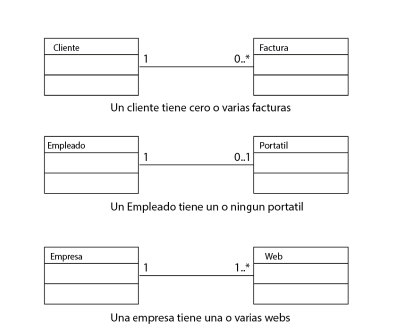 Cliente 1 0..* Factura
Un cliente tiene cero o varias facturas
Empleado 1 0..1 Portatil
Un Empleado tiene un o ningun portatil
Empresa 1 1..* Web
Una empresa tiene una o varias webs